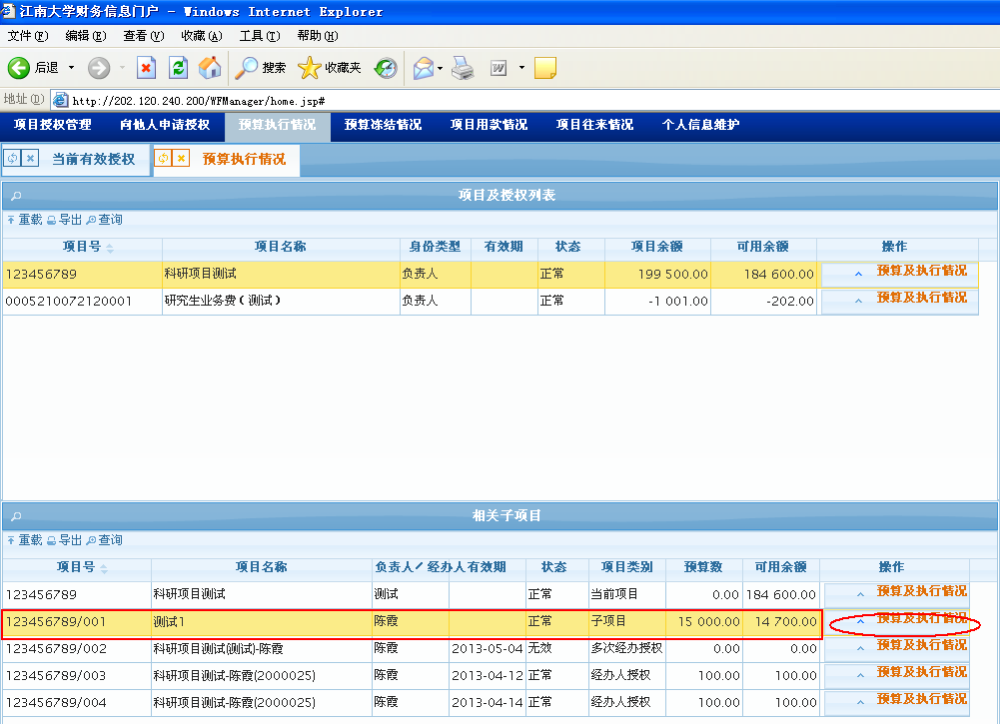 江南大学财务信息门户 - Windows Internet Explorer
文件(F) 编辑(E) 查看(V) 收藏(A) 工具(T) 帮助(H)
后退 搜索 收藏夹
地址(D) http://202.120.240.200/WFManager/home.jsp#
项目授权管理 向他人申请授权 预算执行情况 预算冻结情况 项目用款情况 项目往来情况 个人信息维护
当前有效授权 预算执行情况
项目及授权列表
重载 导出 查询
项目号 项目名称 身份类型 有效期 状态 项目余额 可用余额 操作
123456789 科研项目测试 负责人 正常 199 500.00 184 600.00 预算及执行情况
0005210072120001 研究生业务费(测试) 负责人 正常 -1 001.00 -202.00 预算及执行情况
相关子项目
重载 导出 查询
项目号 项目名称 负责人/经办人 有效期 状态 项目类别 预算数 可用余额 操作
123456789 科研项目测试 测试 正常 当前项目 0.00 184 600.00 预算及执行情况
123456789/001 测试1 陈霞 正常 子项目 15 000.00 14 700.00 预算及执行情况
123456789/002 科研项目测试(测试)-陈霞 陈霞 2013-05-04 无效 多次经办授权 0.00 0.00 预算及执行情况
123456789/003 科研项目测试-陈霞(2000025) 陈霞 2013-04-12 正常 经办人授权 100.00 100.00 预算及执行情况
123456789/004 科研项目测试-陈霞(2000025) 陈霞 2013-04-14 正常 经办人授权 100.00 100.00 预算及执行情况